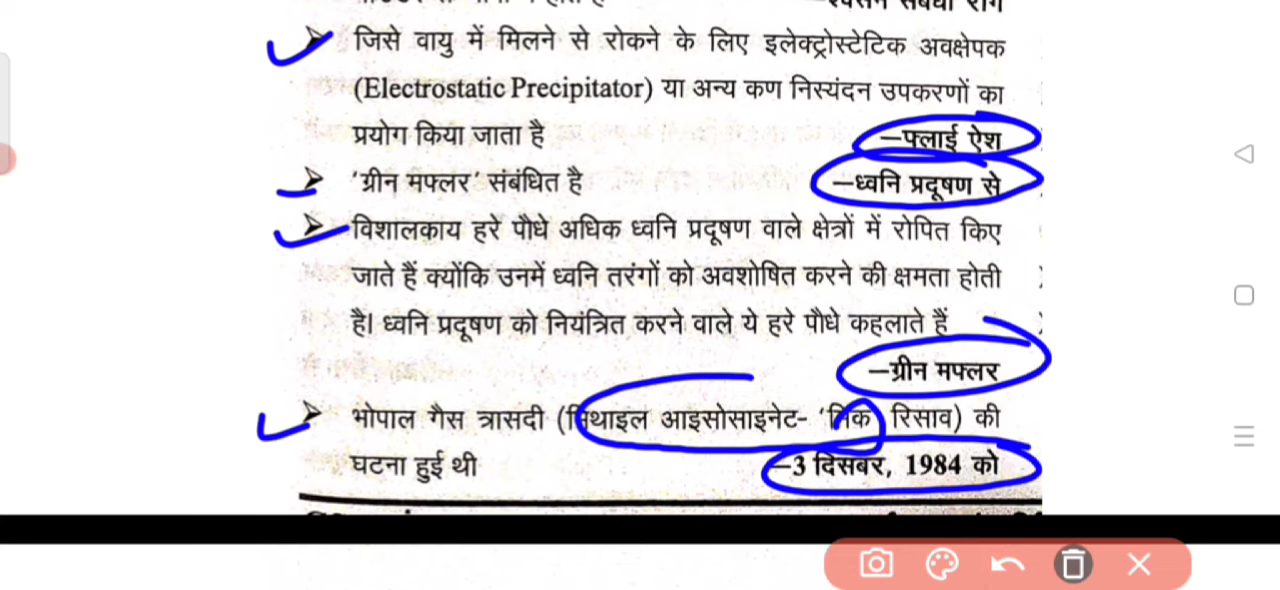 —श्वसन संबंधी रोग
➤ जिसे वायु में मिलने से रोकने के लिए इलेक्ट्रोस्टेटिक अवक्षेपक
(Electrostatic Precipitator) या अन्य कण निस्यंदन उपकरणों का
प्रयोग किया जाता है —फ्लाई ऐश
➤ 'ग्रीन मफ्लर' संबंधित है —ध्वनि प्रदूषण से
➤ विशालकाय हरे पौधे अधिक ध्वनि प्रदूषण वाले क्षेत्रों में रोपित किए
जाते हैं क्योंकि उनमें ध्वनि तरंगों को अवशोषित करने की क्षमता होती
है। ध्वनि प्रदूषण को नियंत्रित करने वाले ये हरे पौधे कहलाते हैं
—ग्रीन मफ्लर
➤ भोपाल गैस त्रासदी (मिथाइल आइसोसाइनेट- 'मिक' रिसाव) की
घटना हुई थी —3 दिसंबर, 1984 को